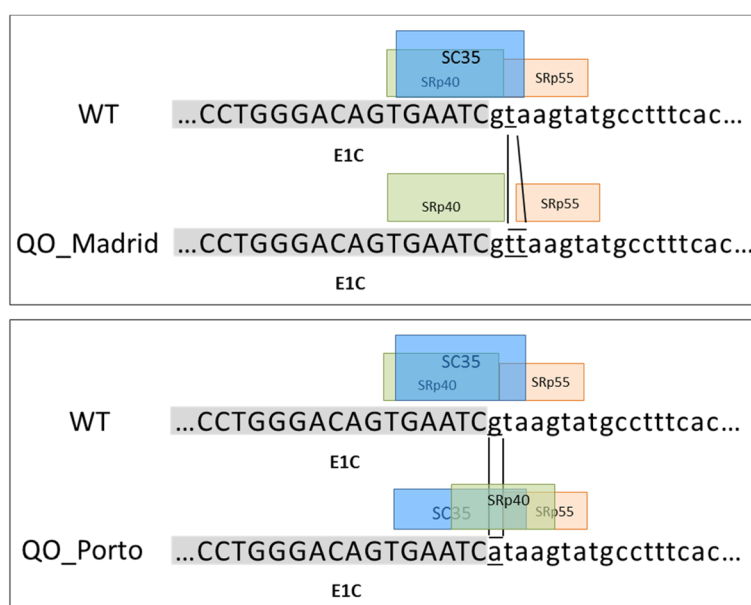 SC35
SRp40 SRp55
WT ...CCTGGGACAGTGAATCgtaagtatgcctttcac...
E1C
SRp40 SRp55
QO_Madrid ...CCTGGGACAGTGAATCgttaagtatgcctttcac...
E1C
SC35
SRp40 SRp55
WT ...CCTGGGACAGTGAATCgtaagtatgcctttcac...
E1C
SRp40
SC35 SRp55
QO_Porto ...CCTGGGACAGTGAATCataagtatgcctttcac...
E1C